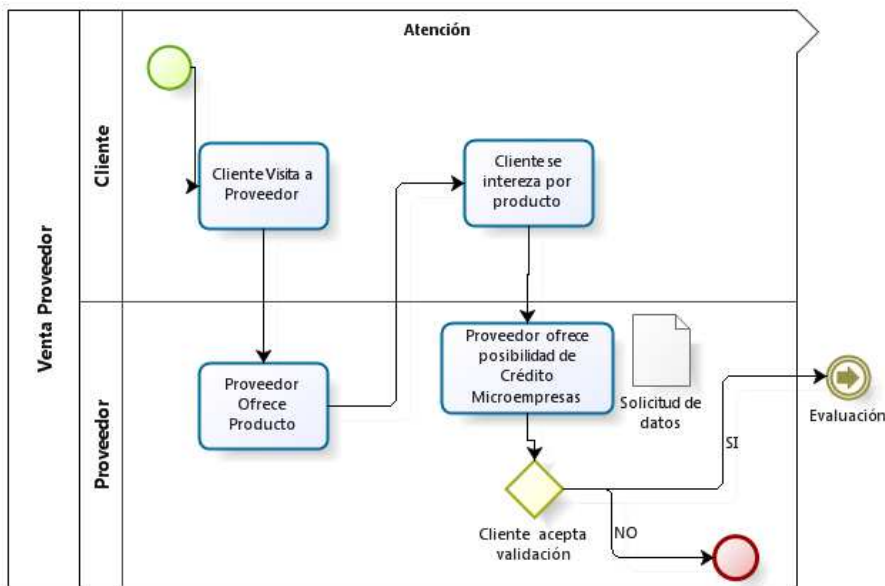 Atención
Venta Proveedor
Cliente
Cliente Visita a
Proveedor
Cliente se
intereza por
producto
Proveedor
Proveedor
Ofrece
Producto
Proveedor ofrece
posibilidad de
Crédito
Microempresas
Solicitud de
datos
Evaluación
SI
Cliente acepta
validación
NO